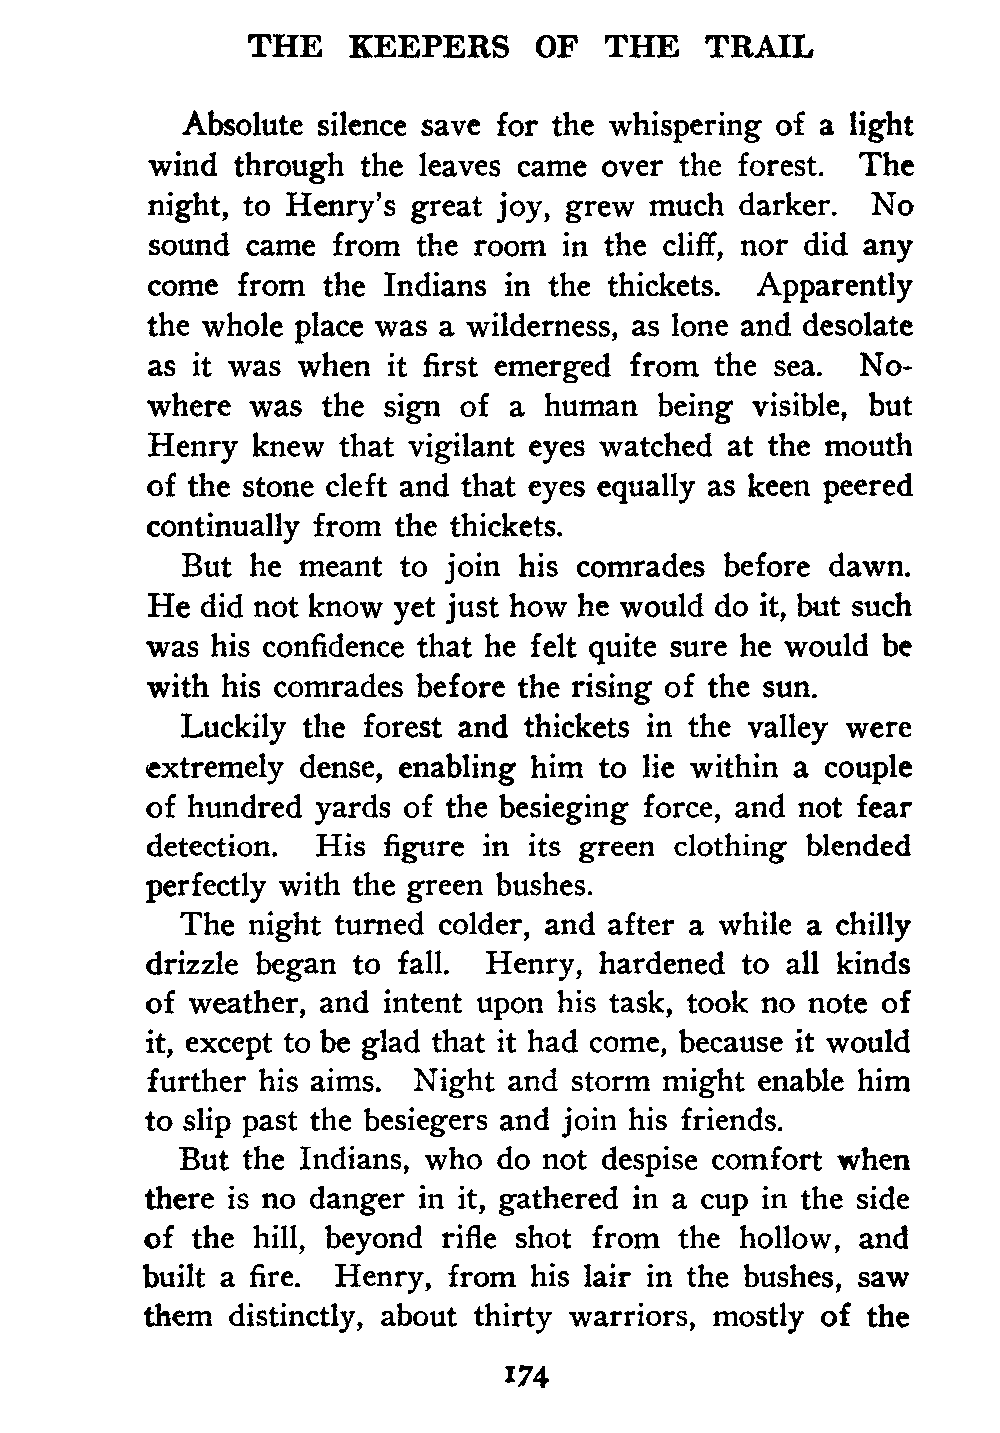 THE KEEPERS OF THE TRAIL
Absolute silence save for the whispering of a light
wind through the leaves came over the forest. The
night, to Henry's great joy, grew much darker. No
sound came from the room in the cliff, nor did any
come from the Indians in the thickets. Apparently
the whole place was a wilderness, as lone and desolate
as it was when it first emerged from the sea. No-
where was the sign of a human being visible, but
Henry knew that vigilant eyes watched at the mouth
of the stone cleft and that eyes equally as keen peered
continually from the thickets.
But he meant to join his comrades before dawn.
He did not know yet just how he would do it, but such
was his confidence that he felt quite sure he would be
with his comrades before the rising of the sun.
Luckily the forest and thickets in the valley were
extremely dense, enabling him to lie within a couple
of hundred yards of the besieging force, and not fear
detection. His figure in its green clothing blended
perfectly with the green bushes.
The night turned colder, and after a while a chilly
drizzle began to fall. Henry, hardened to all kinds
of weather, and intent upon his task, took no note of
it, except to be glad that it had come, because it would
further his aims. Night and storm might enable him
to slip past the besiegers and join his friends.
But the Indians, who do not despise comfort when
there is no danger in it, gathered in a cup in the side
of the hill, beyond rifle shot from the hollow, and
built a fire. Henry, from his lair in the bushes, saw
them distinctly, about thirty warriors, mostly of the
174